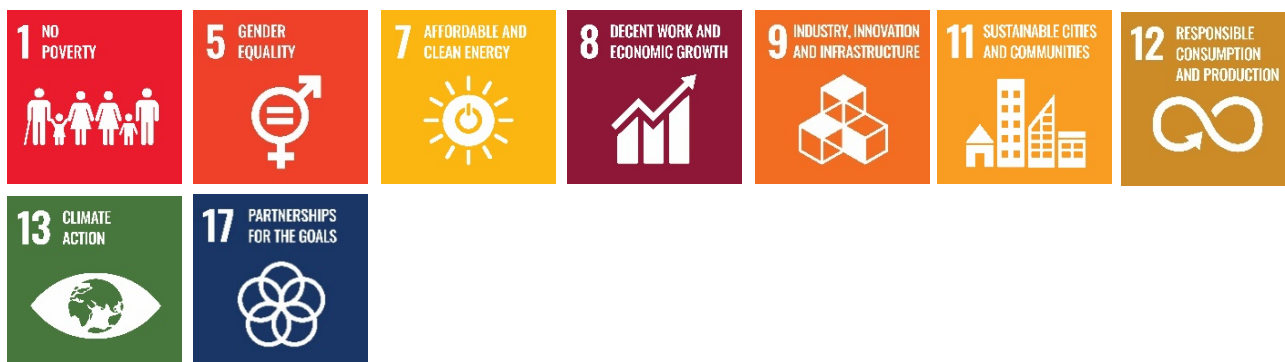 1 NO
POVERTY
5 GENDER
EQUALITY
7 AFFORDABLE AND
CLEAN ENERGY
8 DECENT WORK AND
ECONOMIC GROWTH
9 INDUSTRY, INNOVATION
AND INFRASTRUCTURE
11 SUSTAINABLE CITIES
AND COMMUNITIES
12 RESPONSIBLE
CONSUMPTION
AND PRODUCTION
13 CLIMATE
ACTION
17 PARTNERSHIPS
FOR THE GOALS